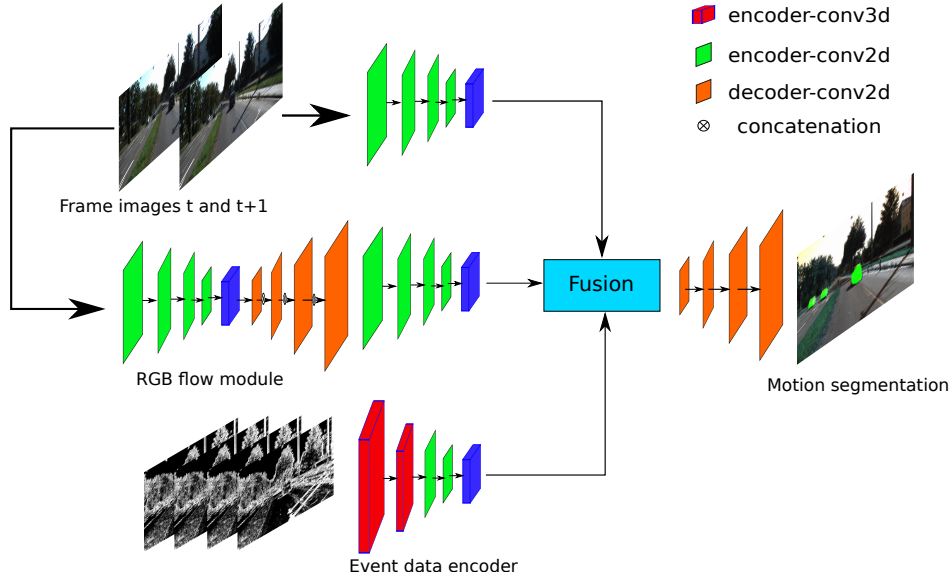 encoder-conv3d
encoder-conv2d
decoder-conv2d
concatenation
Frame images t and t+1
Fusion
RGB flow module
Motion segmentation
Event data encoder